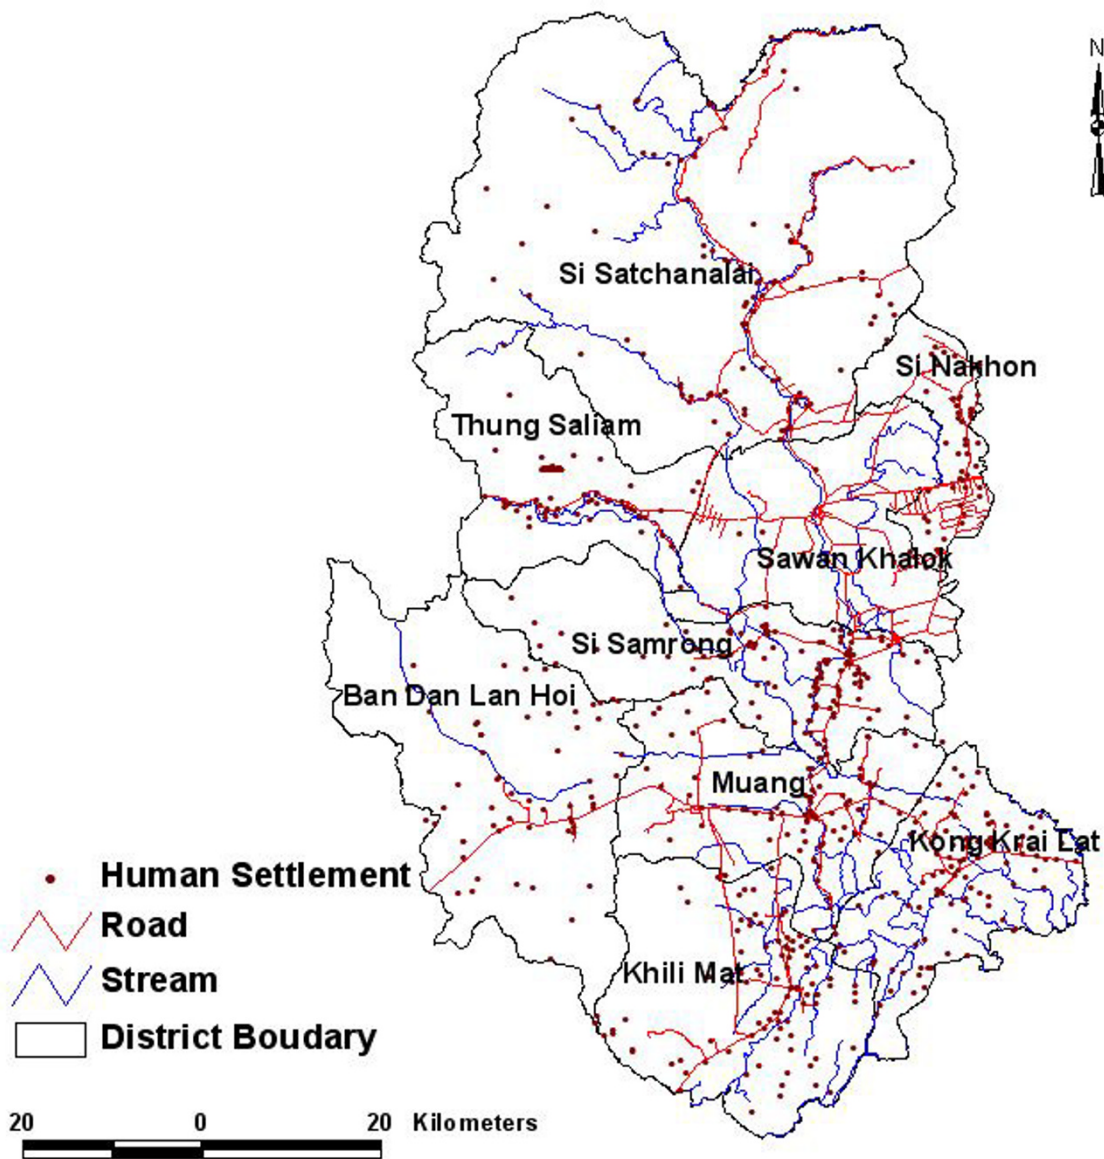 N
Si Satchanalai
Si Nakhon
Thung Saliam
Sawan Khalok
Si Samrong
Ban Dan Lan Hoi
Muang
Kong Krai Lat
Human Settlement
Road
Stream
Khili Mat
District Boudary
20 0 20 Kilometers